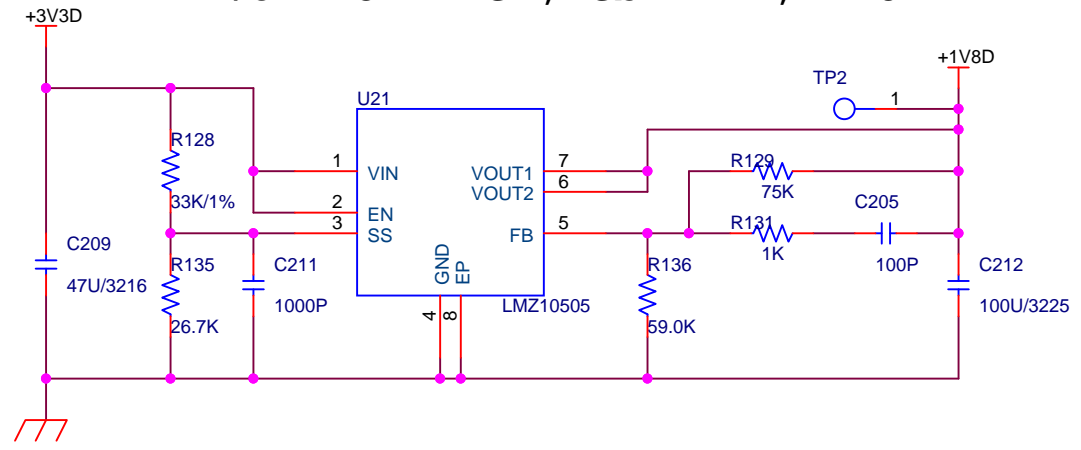 +3V3D
+1V8D
TP2
1
U21
R128
33K/1%
1
VIN
VOUT1
7
VOUT2
6
2
EN
3
SS
FB
5
R129
75K
C205
R131
1K
100P
C209
47U/3216
R135
26.7K
C211
1000P
GND
EP
4
8
LMZ10505
R136
59.0K
C212
100U/3225